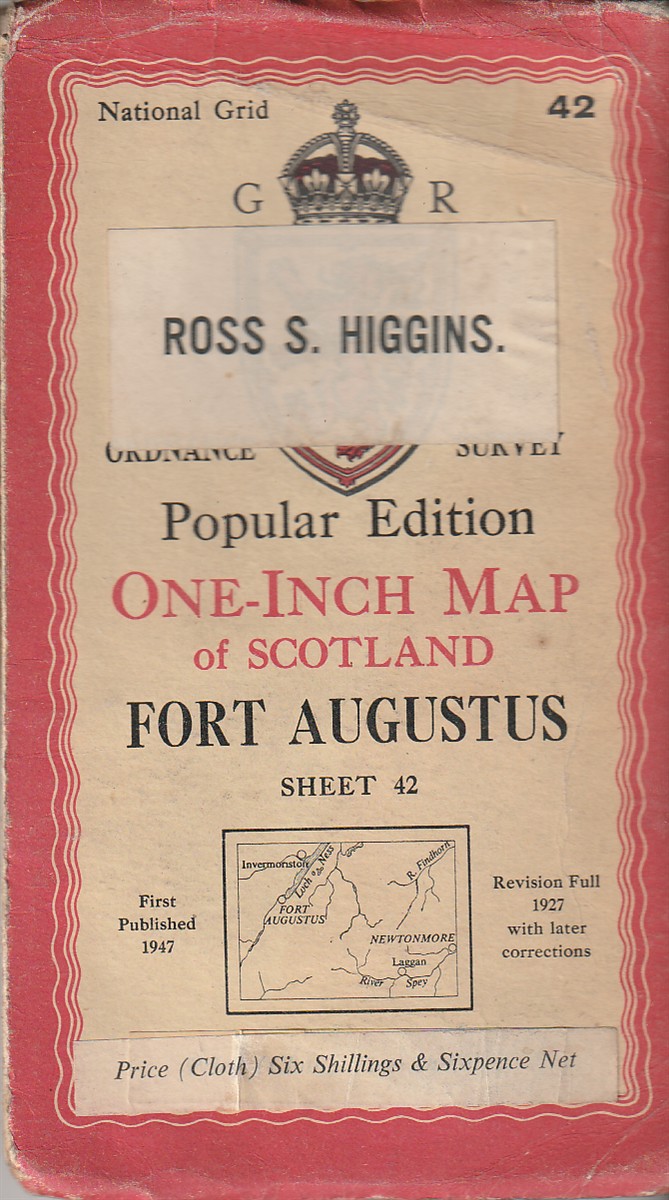 National Grid 42
G R
ROSS S. HIGGINS.
ORDNANCE SURVEY
Popular Edition
ONE-INCH MAP
of SCOTLAND
FORT AUGUSTUS
SHEET 42
First
Published
1947
Invermoriston
Loch Ness
R. Findhorn
FORT
AUGUSTUS
NEWTONMORE
Laggan
River Spey
Revision Full
1927
with later
corrections
Price (Cloth) Six Shillings & Sixpence Net